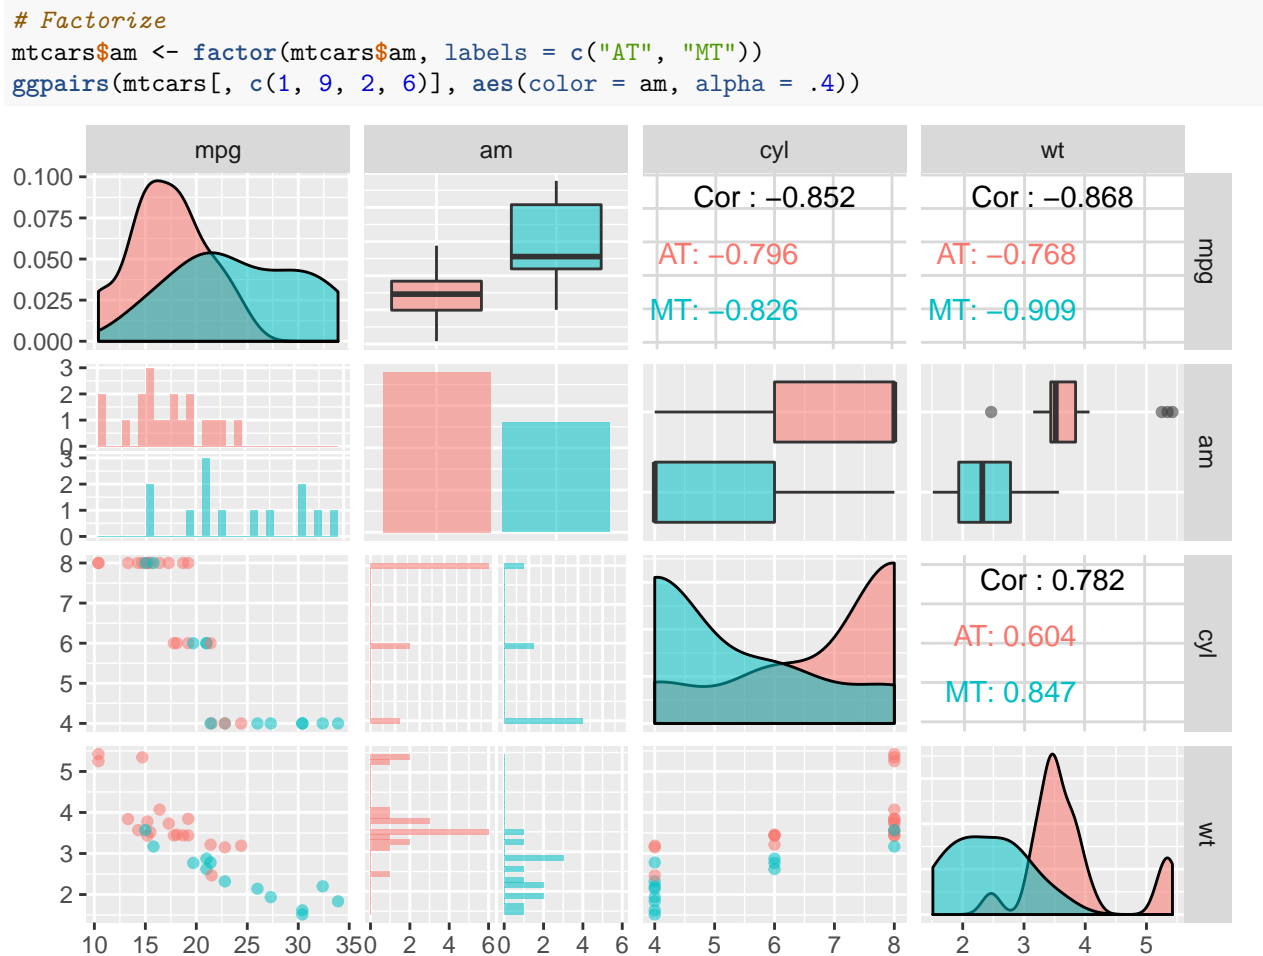 # Factorize
mtcars$am <- factor(mtcars$am, labels = c("AT", "MT"))
ggpairs(mtcars[, c(1, 9, 2, 6)], aes(color = am, alpha = .4))
mpg am cyl wt
0.100
0.075
0.050
0.025
0.000
Cor : −0.852
AT: −0.796
MT: −0.826
Cor : −0.868
AT: −0.768
MT: −0.909
mpg
3
2
1
0
3
2
1
0
am
8
7
6
5
4
Cor : 0.782
AT: 0.604
MT: 0.847
cyl
5
4
3
2
wt
10 15 20 25 30 35 0 2 4 6 0 2 4 6 4 5 6 7 8 2 3 4 5